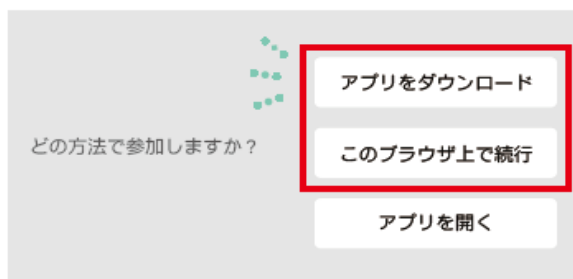 アプリをダウンロード
どの方法で参加しますか?
このブラウザ上で続行
アプリを開く